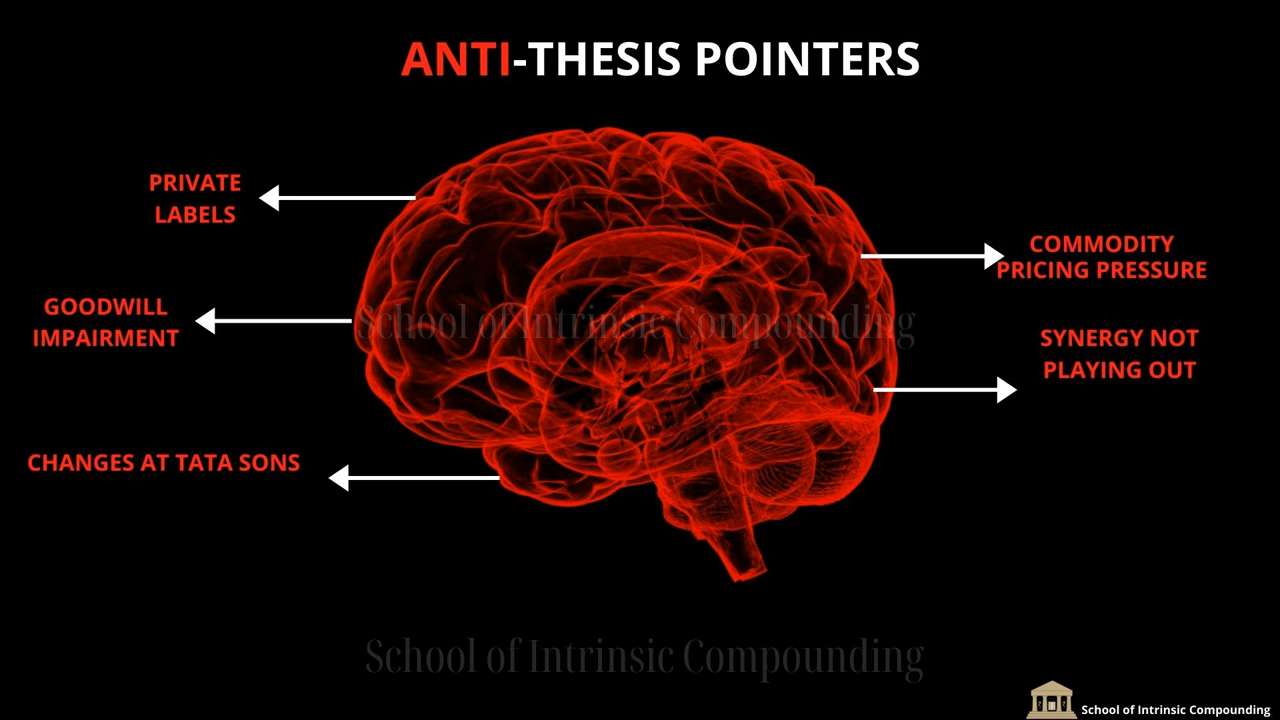 ANTI-THESIS POINTERS
PRIVATE
LABELS
GOODWILL
IMPAIRMENT
CHANGES AT TATA SONS
COMMODITY
PRICING PRESSURE
SYNERGY NOT
PLAYING OUT
School of Intrinsic Compounding
School of Intrinsic Compounding
School of Intrinsic Compounding